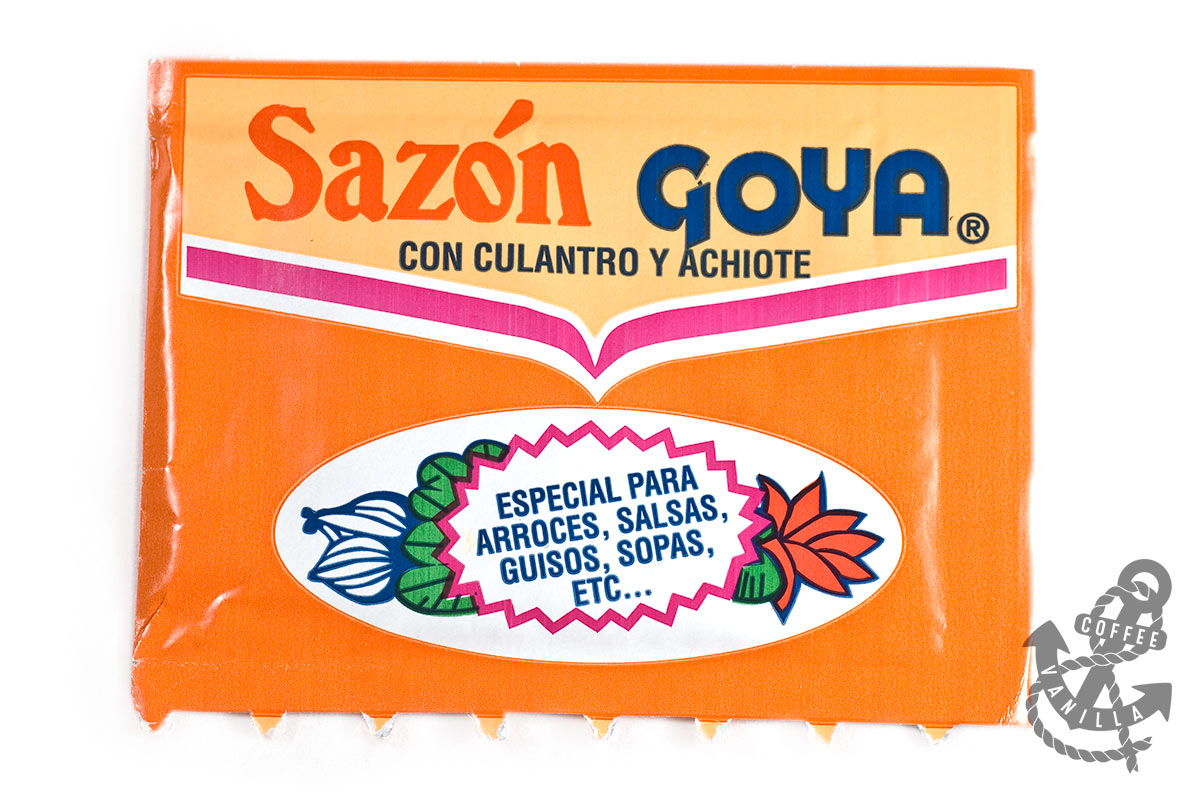 Sazón GOYA®
CON CULANTRO Y ACHIOTE
ESPECIAL PARA
ARROCES, SALSAS,
GUISOS, SOPAS,
ETC...
COFFEE
VANILLA